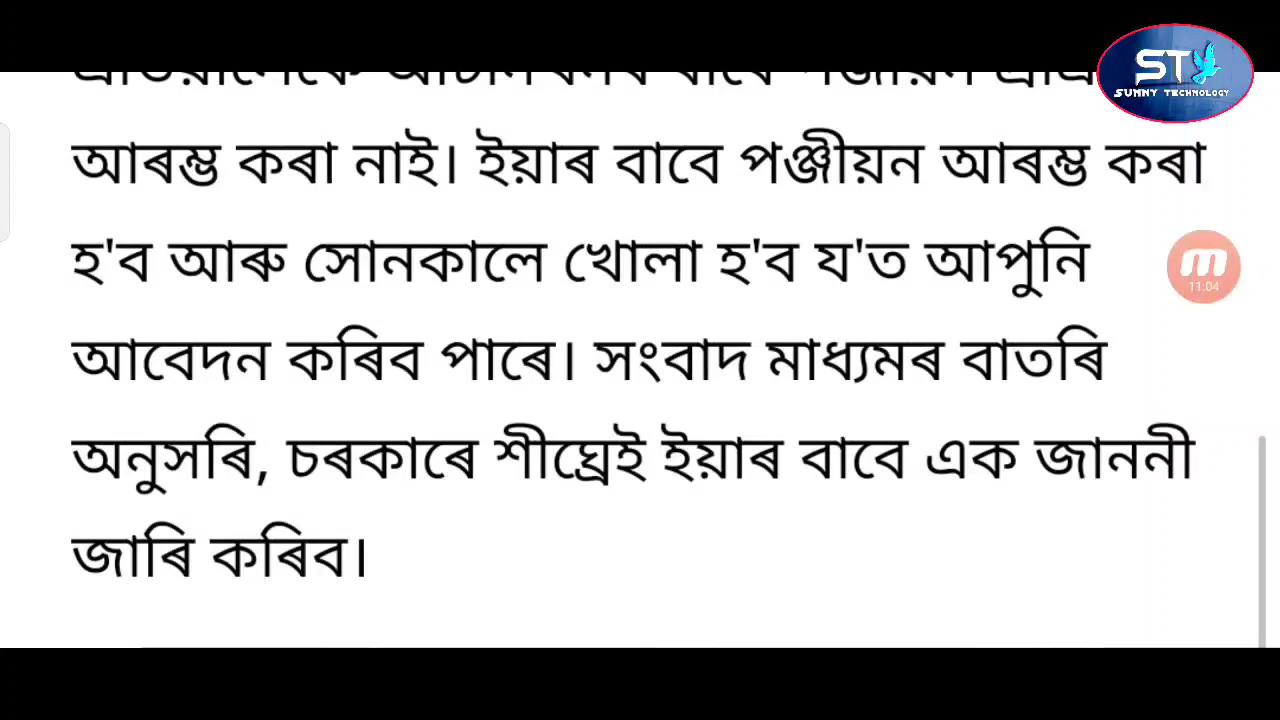 ST
SUNNY TECHNOLOGY
আৰম্ভ কৰা নাই। ইয়াৰ বাবে পঞ্জীয়ন আৰম্ভ কৰা
হ'ব আৰু সোনকালে খোলা হ'ব য'ত আপুনি
m
11:04
আবেদন কৰিব পাৰে। সংবাদ মাধ্যমৰ বাতৰি
অনুসৰি, চৰকাৰে শীঘ্ৰেই ইয়াৰ বাবে এক জাননী
জাৰি কৰিব।